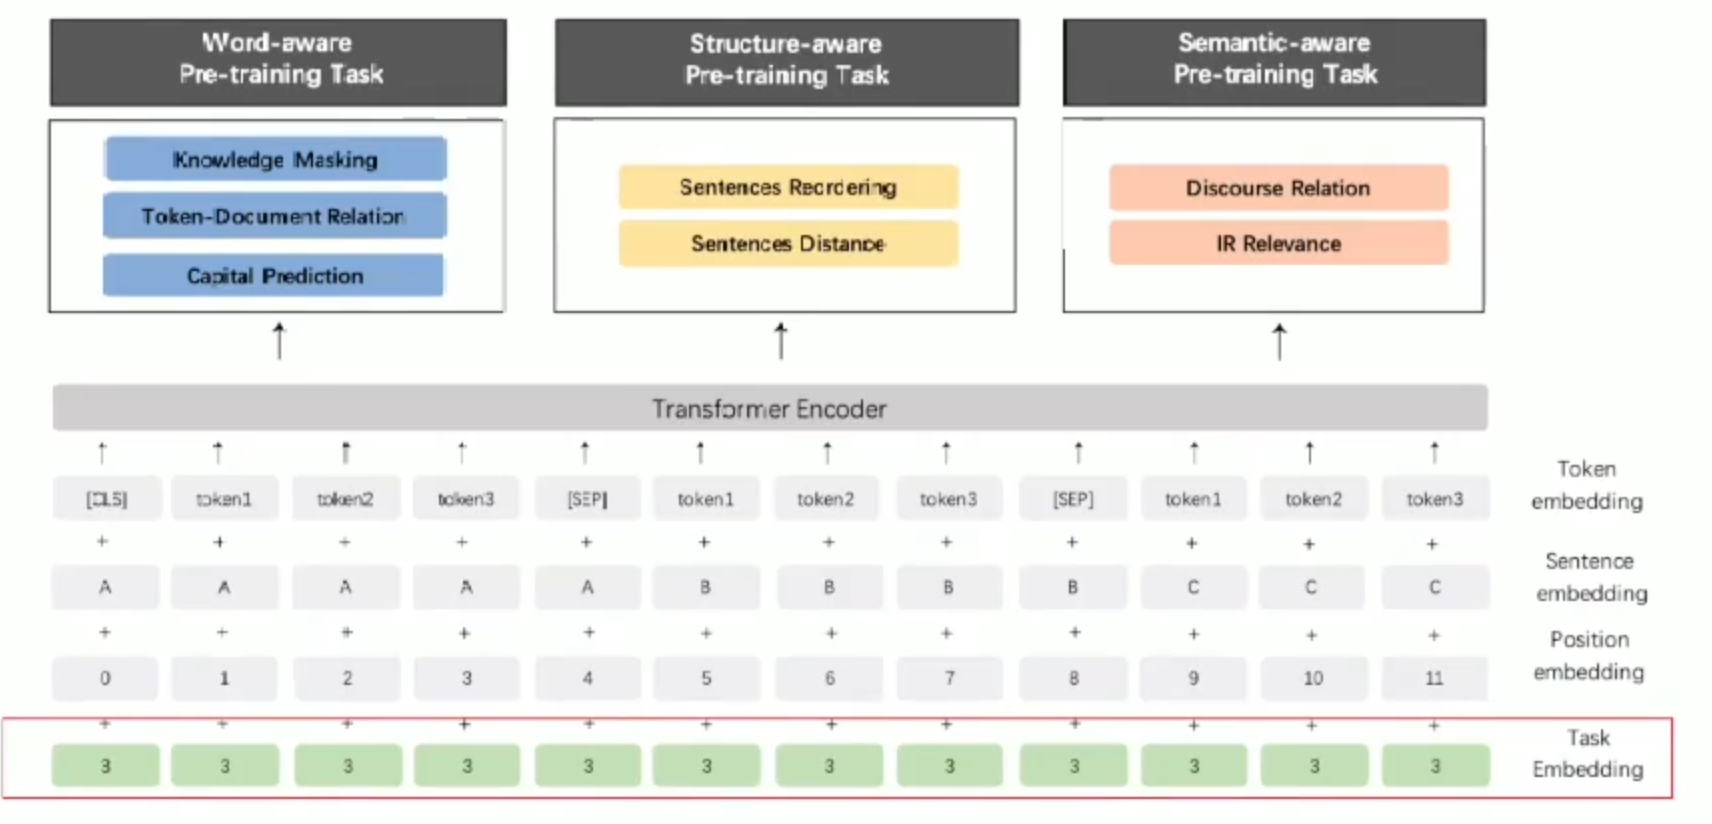 Word-aware
Pre-training Task
Structure-aware
Pre-training Task
Semantic-aware
Pre-training Task
Knowledge Masking
Token-Document Relation
Capital Prediction
Sentences Reordering
Sentences Distance
Discourse Relation
IR Relevance
Transformer Encoder
[CLS] token1 token2 token3 [SEP] token1 token2 token3 [SEP] token1 token2 token3
Token
embedding
+ + + + + + + + + + + +
A A A A A B B B B C C C
Sentence
embedding
+ + + + + + + + + + + +
0 1 2 3 4 5 6 7 8 9 10 11
Position
embedding
+ + + + + + + + + + + +
3 3 3 3 3 3 3 3 3 3 3 3
Task
Embedding